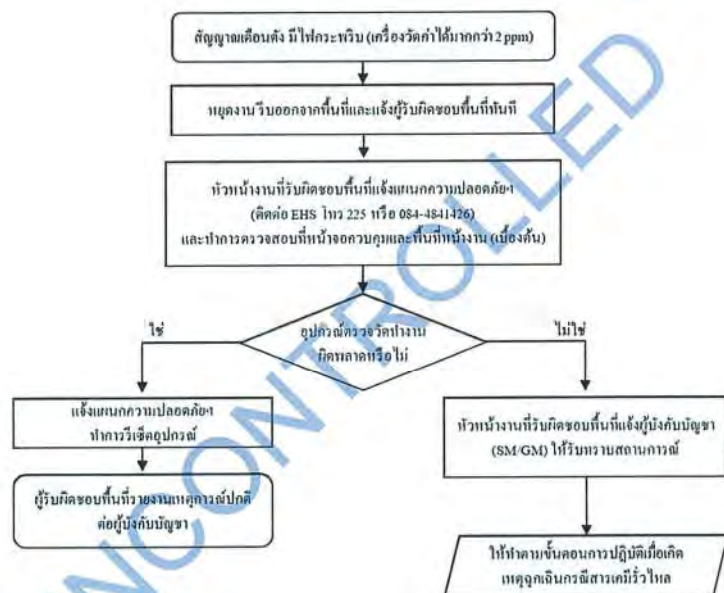 สัญญาณเตือนดัง มีไฟกระพริบ (เครื่องวัดค่าได้มากกว่า 2 ppm)
หยุดงานรีบออกจากพื้นที่และแจ้งผู้รับผิดชอบพื้นที่ทันที
หัวหน้างานที่รับผิดชอบพื้นที่แจ้งแผนกความปลอดภัยฯ
(ติดต่อ EHS โทร 225 หรือ 084-4841426)
และทำการตรวจสอบที่หน้าจอควบคุมและพื้นที่หน้างาน (เบื้องต้น)
อุปกรณ์ตรวจวัดทำงาน
ผิดพลาดหรือไม่
ใช่
ไม่ใช่
แจ้งแผนกความปลอดภัยฯ
ทำการรีเซ็ตอุปกรณ์
ผู้รับผิดชอบพื้นที่รายงานเหตุการณ์ปกติ
ต่อผู้บังคับบัญชา
หัวหน้างานที่รับผิดชอบพื้นที่แจ้งผู้บังคับบัญชา
(SM/GM) ให้รับทราบสถานการณ์
ให้ทำตามขั้นตอนการปฏิบัติเมื่อเกิด
เหตุฉุกเฉินกรณีสารเคมีรั่วไหล
NCONTROLLED